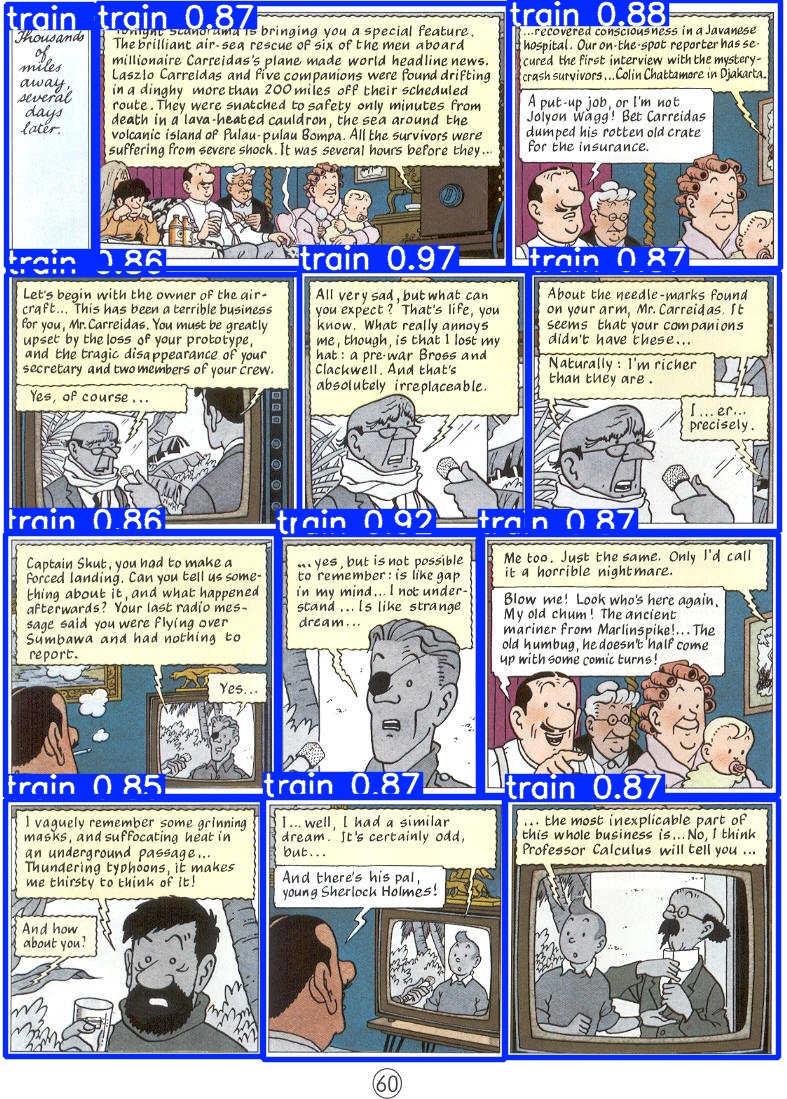 train
train 0.87
train 0.88
Thousands
of
miles
away,
several
days
later.
Tonight Scanorama is bringing you a special feature.
The brilliant air-sea rescue of six of the men aboard
millionaire Carreidas's plane made world headline news.
Laszlo Carreidas and five companions were found drifting
in a dinghy more than 200 miles off their scheduled
route. They were snatched to safety only minutes from
death in a lava-heated cauldron, the sea around the
volcanic island of Pulau-pulau Bompa. All the survivors were
suffering from severe shock. It was several hours before they...
...recovered consciousness in a Javanese
hospital. Our on-the-spot reporter has se-
cured the first interview with the mystery-
crash survivors... Colin Chattamore in Djakarta.
A put-up job, or I'm not
Jolyon Wagg! Bet Carreidas
dumped his rotten old crate
for the insurance.
train 0.86
train 0.97
train 0.87
Let's begin with the owner of the air-
craft... This has been a terrible business
for you, Mr. Carreidas. You must be greatly
upset by the loss of your prototype,
and the tragic disappearance of your
secretary and two members of your crew.
Yes, of course...
All very sad, but what can
you expect? That's life, you
know. What really annoys
me, though, is that I lost my
hat: a pre-war Bross and
Clackwell. And that's
absolutely irreplaceable.
About the needle-marks found
on your arm, Mr. Carreidas. It
seems that your companions
didn't have these...
Naturally: I'm richer
than they are.
I... er...
precisely.
train 0.86
train 0.92
train 0.87
Captain Skut, you had to make a
forced landing. Can you tell us some-
thing about it, and what happened
afterwards? Your last radio mes-
sage said you were flying over
Sumbawa and had nothing to
report.
Yes...
...yes, but is not possible
to remember: is like gap
in my mind... I not under-
stand... Is like strange
dream...
Me too. Just the same. Only I'd call
it a horrible nightmare.
Blow me! Look who's here again.
My old chum! The ancient
mariner from Marlinspike!... The
old humbug, he doesn't half come
up with some comic turns!
train 0.85
train 0.87
train 0.87
I vaguely remember some grinning
masks, and suffocating heat in
an underground passage...
Thundering typhoons, it makes
me thirsty to think of it!
And how
about you?
I... well, I had a similar
dream. It's certainly odd,
but...
And there's his pal,
young Sherlock Holmes!
... the most inexplicable part of
this whole business is... No, I think
Professor Calculus will tell you ...
60